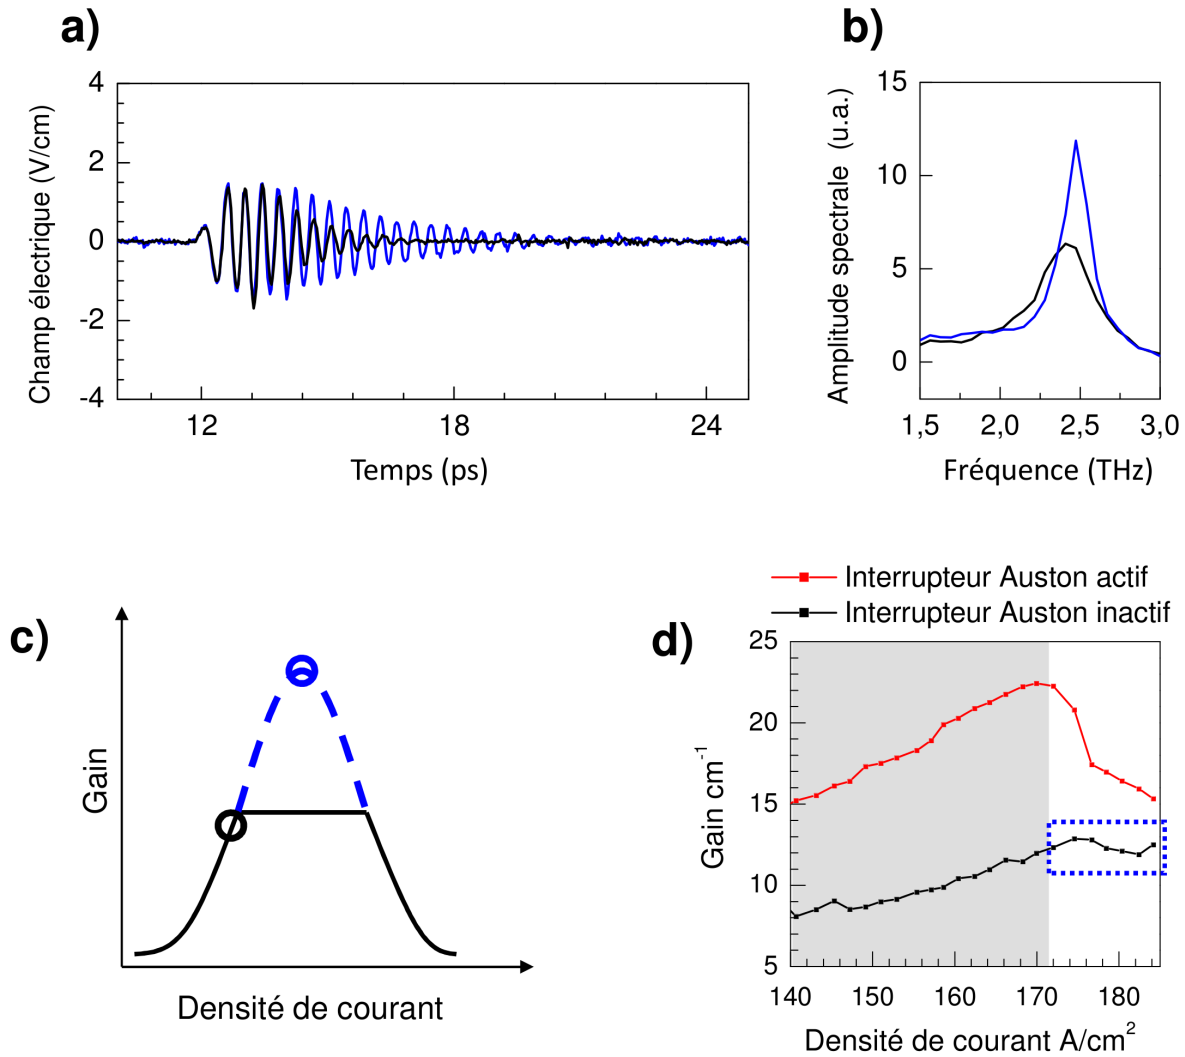 a)
4
2
0
-2
-4
12
18
24
Champ électrique (V/cm)
Temps (ps)
b)
15
10
5
0
1,5
2,0
2,5
3,0
Amplitude spectrale (u.a.)
Fréquence (THz)
c)
Gain
Densité de courant
Interrupteur Auston actif
Interrupteur Auston inactif
d)
25
20
15
10
5
140
150
160
170
180
Gain cm⁻¹
Densité de courant A/cm²